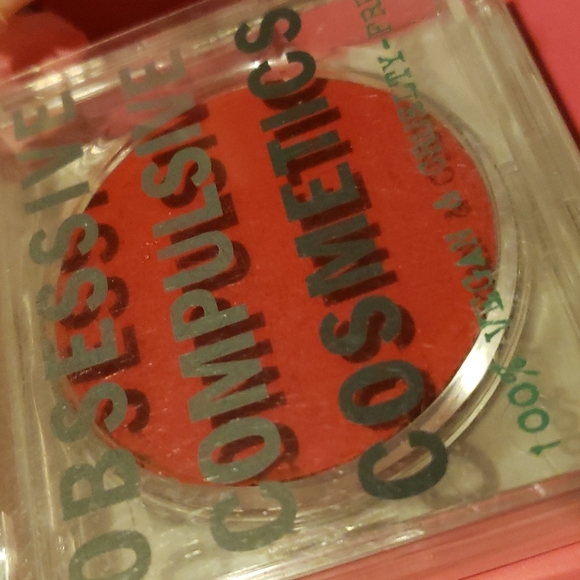 OBSESSIVE
COMPULSIVE
COSMETICS
100% VEGAN & CRUELTY-FREE